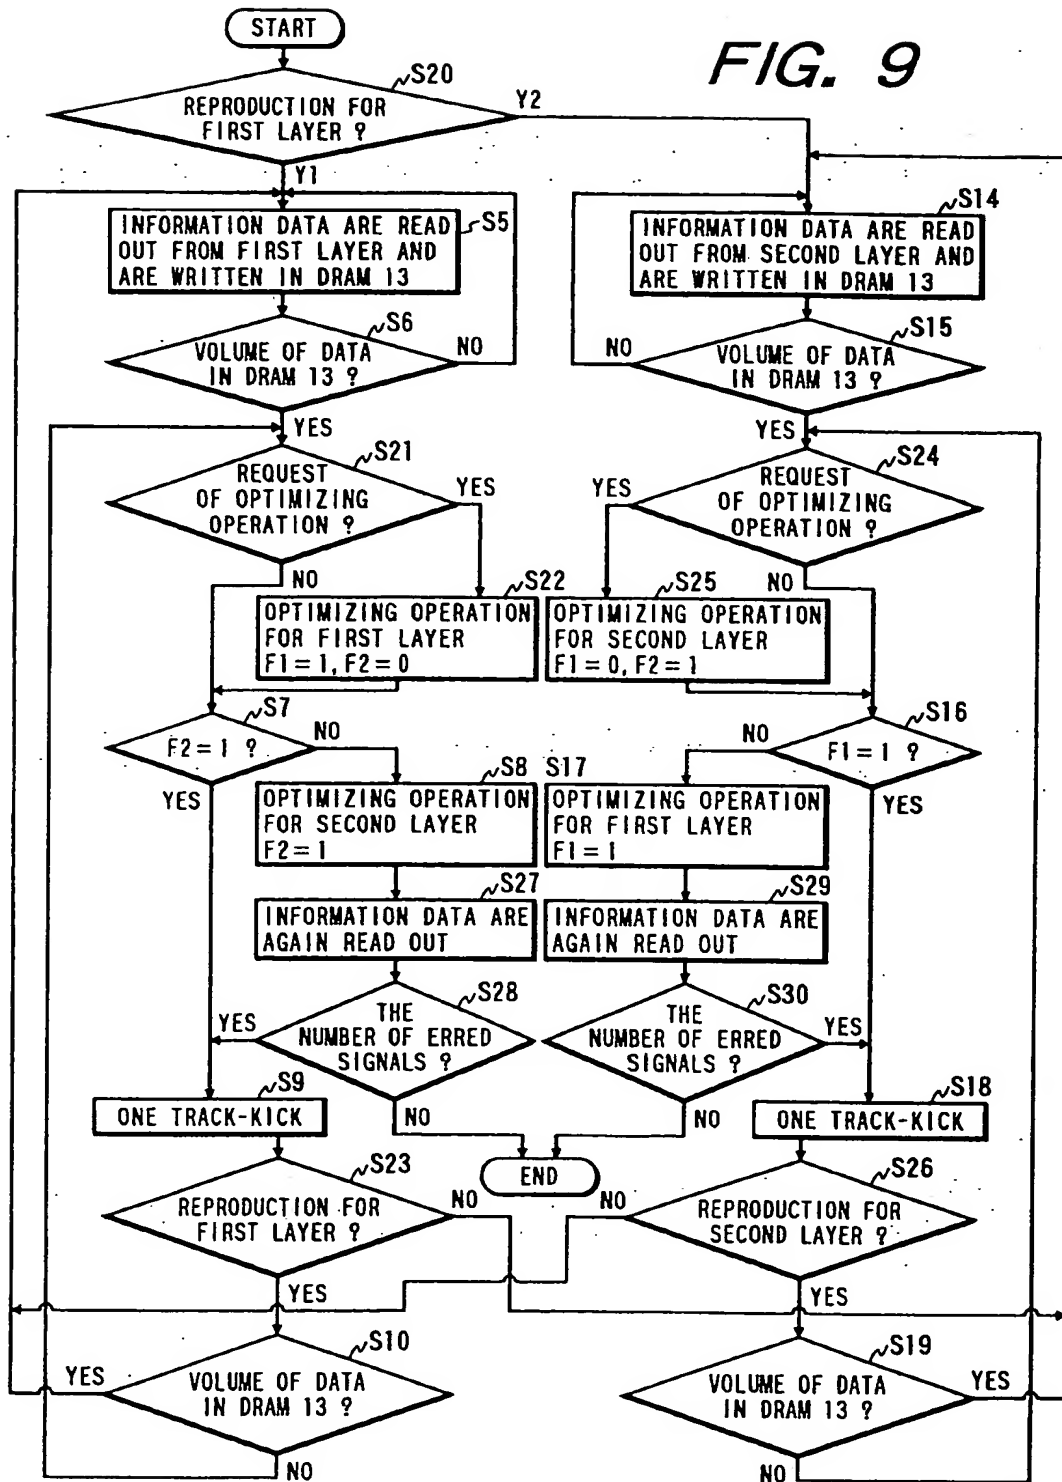 FIG. 9
START
S20
REPRODUCTION FOR
FIRST LAYER ?
Y2
Y1
S5
INFORMATION DATA ARE READ
OUT FROM FIRST LAYER AND
ARE WRITTEN IN DRAM 13
S14
INFORMATION DATA ARE READ
OUT FROM SECOND LAYER AND
ARE WRITTEN IN DRAM 13
S6
VOLUME OF DATA
IN DRAM 13 ?
NO
YES
S15
VOLUME OF DATA
IN DRAM 13 ?
NO
YES
S21
REQUEST
OF OPTIMIZING
OPERATION ?
YES
NO
S24
REQUEST
OF OPTIMIZING
OPERATION ?
YES
NO
S22
OPTIMIZING OPERATION
FOR FIRST LAYER
F1=1, F2=0
S25
OPTIMIZING OPERATION
FOR SECOND LAYER
F1=0, F2=1
S7
F2=1 ?
NO
YES
S16
F1=1 ?
NO
YES
S8
OPTIMIZING OPERATION
FOR SECOND LAYER
F2=1
S17
OPTIMIZING OPERATION
FOR FIRST LAYER
F1=1
S27
INFORMATION DATA ARE
AGAIN READ OUT
S29
INFORMATION DATA ARE
AGAIN READ OUT
S28
THE
NUMBER OF ERRED
SIGNALS ?
YES
NO
S30
THE
NUMBER OF ERRED
SIGNALS ?
YES
NO
S9
ONE TRACK-KICK
S18
ONE TRACK-KICK
END
S23
REPRODUCTION FOR
FIRST LAYER ?
NO
YES
S26
REPRODUCTION FOR
SECOND LAYER ?
NO
YES
S10
VOLUME OF DATA
IN DRAM 13 ?
YES
NO
S19
VOLUME OF DATA
IN DRAM 13 ?
YES
NO